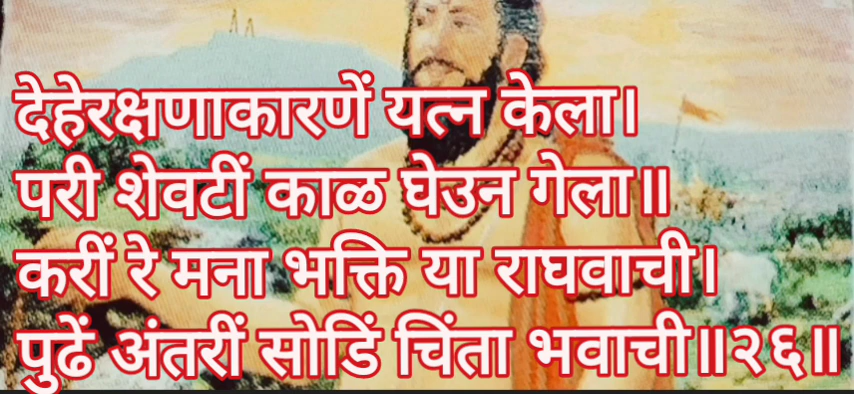 देहेरक्षणाकारणें यत्न केला।
परी शेवटीं काळ घेउन गेला॥
करीं रे मना भक्ति या राघवाची।
पुढें अंतरीं सोडिं चिंता भवाची॥२६॥